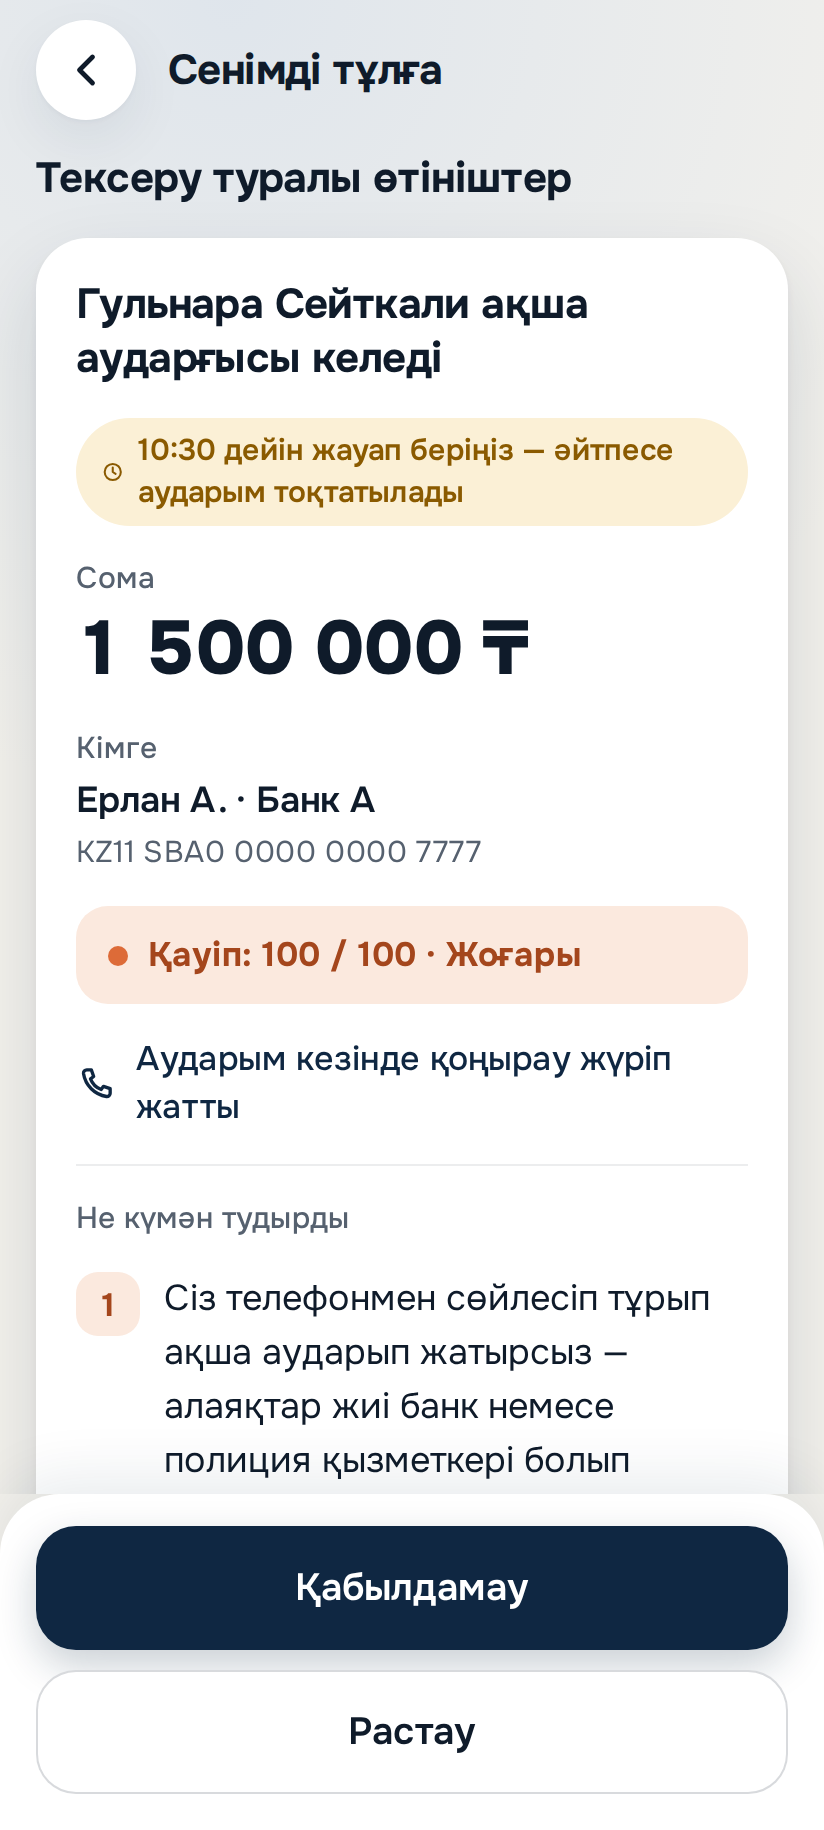 Сенімді тұлға
Тексеру туралы өтініштер
Гульнара Сейткали ақша
аударғысы келеді
10:30 дейін жауап беріңіз — әйтпесе
аударым тоқтатылады
Сома
1 500 000 ₸
Кімге
Ерлан А. · Банк А
KZ11 SBA0 0000 0000 7777
Қауіп: 100 / 100 · Жоғары
Аударым кезінде қоңырау жүріп
жатты
Не күмән тудырды
1
Сіз телефонмен сөйлесіп тұрып
ақша аударып жатырсыз —
алаяқтар жиі банк немесе
полиция қызметкері болып
Қабылдамау
Растау